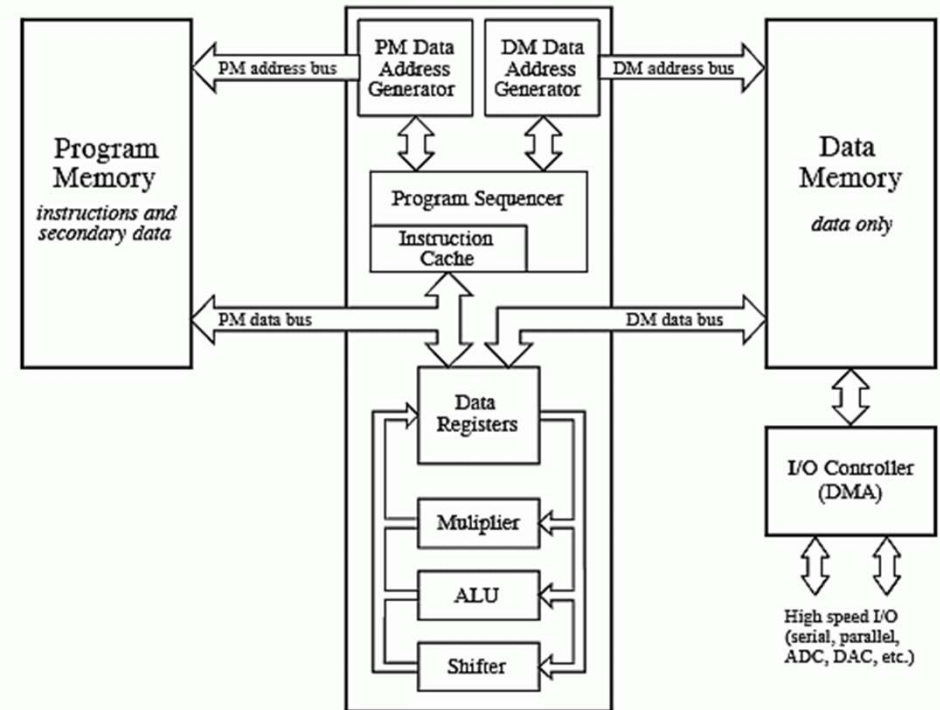 Program
Memory
instructions and
secondary data
PM address bus
PM Data
Address
Generator
DM Data
Address
Generator
DM address bus
Data
Memory
data only
Program Sequencer
Instruction
Cache
PM data bus
DM data bus
Data
Registers
Muliplier
ALU
Shifter
I/O Controller
(DMA)
High speed I/O
(serial, parallel,
ADC, DAC, etc.)